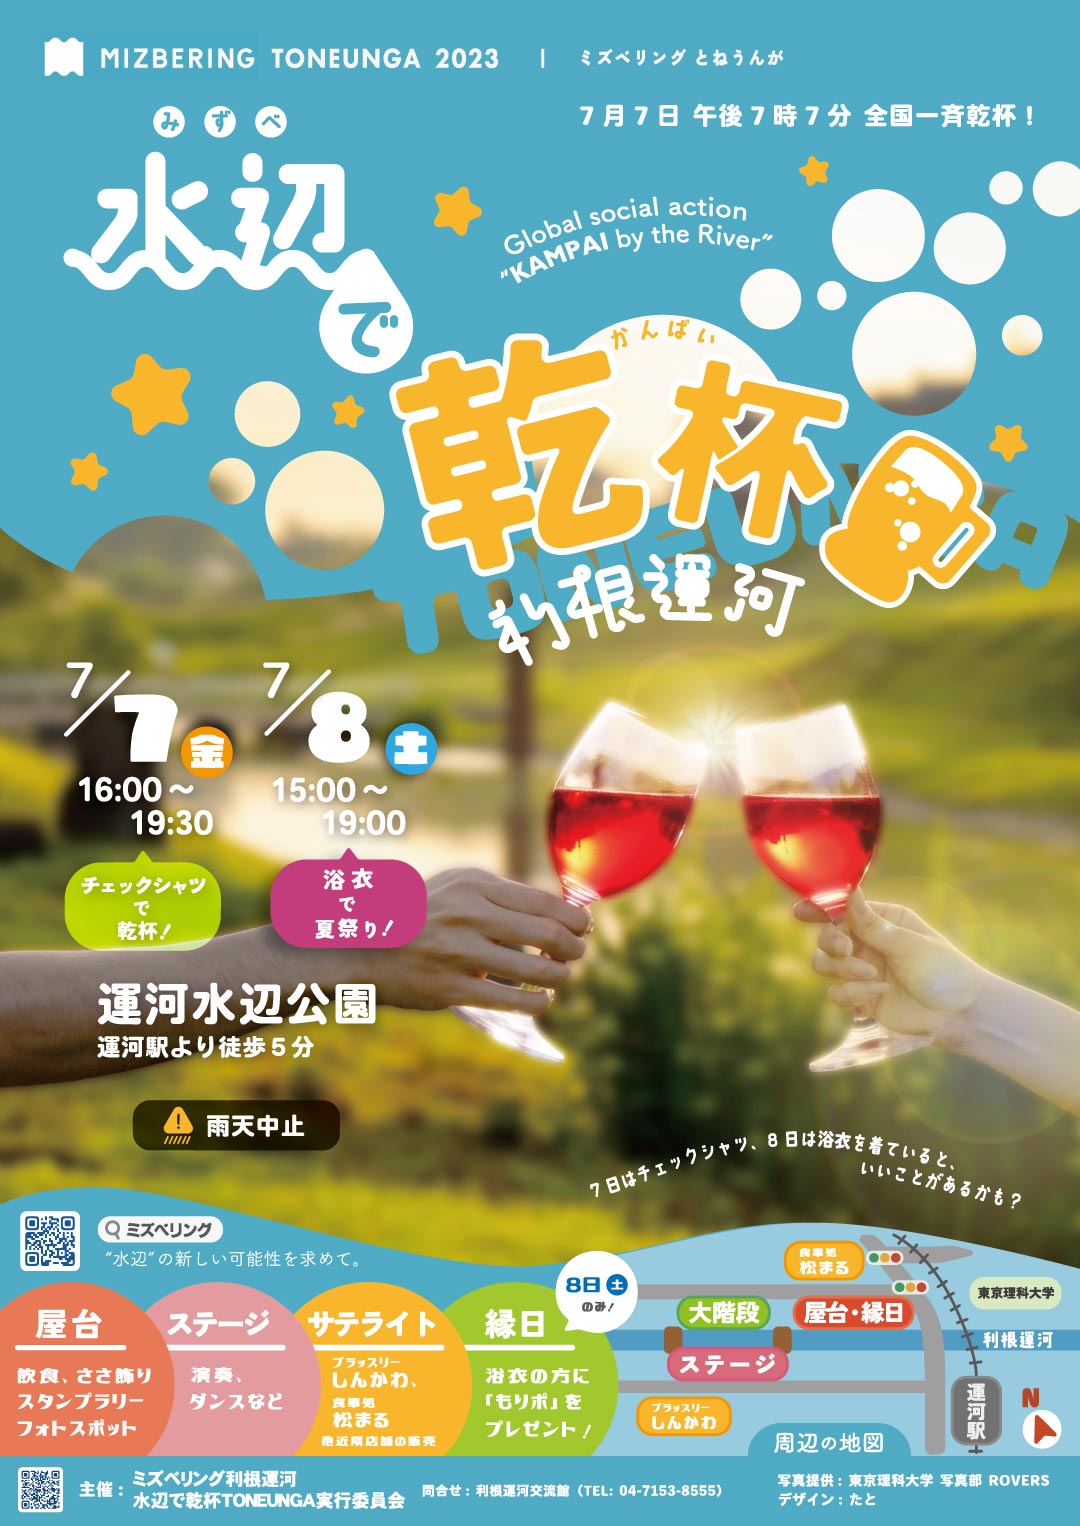 MIZBERING TONEUNGA 2023 | ミズベリング とねうんが
7月7日 午後7時7分 全国一斉乾杯！
みずべ
水辺
で
Global social action
"KAMPAI by the River"
かんぱい
乾杯
TONEUNGA
利根運河
7/7 金
16:00～
19:30
チェックシャツ
で
乾杯！
7/8 土
15:00～
19:00
浴衣
で
夏祭り！
運河水辺公園
運河駅より徒歩５分
雨天中止
７日はチェックシャツ、８日は浴衣を着ていると、
いいことがあるかも？
ミズベリング
“水辺”の新しい可能性を求めて。
屋台
飲食、ささ飾り
スタンプラリー
フォトスポット
ステージ
演奏、
ダンスなど
サテライト
ブラッスリー
しんかわ、
食事処
松まる
他近隣店舗の販売
縁日
浴衣の方に
「もりポ」を
プレゼント！
8日 土
のみ！
食事処
松まる
大階段
屋台・縁日
東京理科大学
利根運河
ステージ
ブラッスリー
しんかわ
運河駅
N
周辺の地図
主催： ミズベリング利根運河
水辺で乾杯TONEUNGA実行委員会
問合せ：利根運河交流館（TEL: 04-7153-8555）
写真提供：東京理科大学 写真部 ROVERS
デザイン：たと